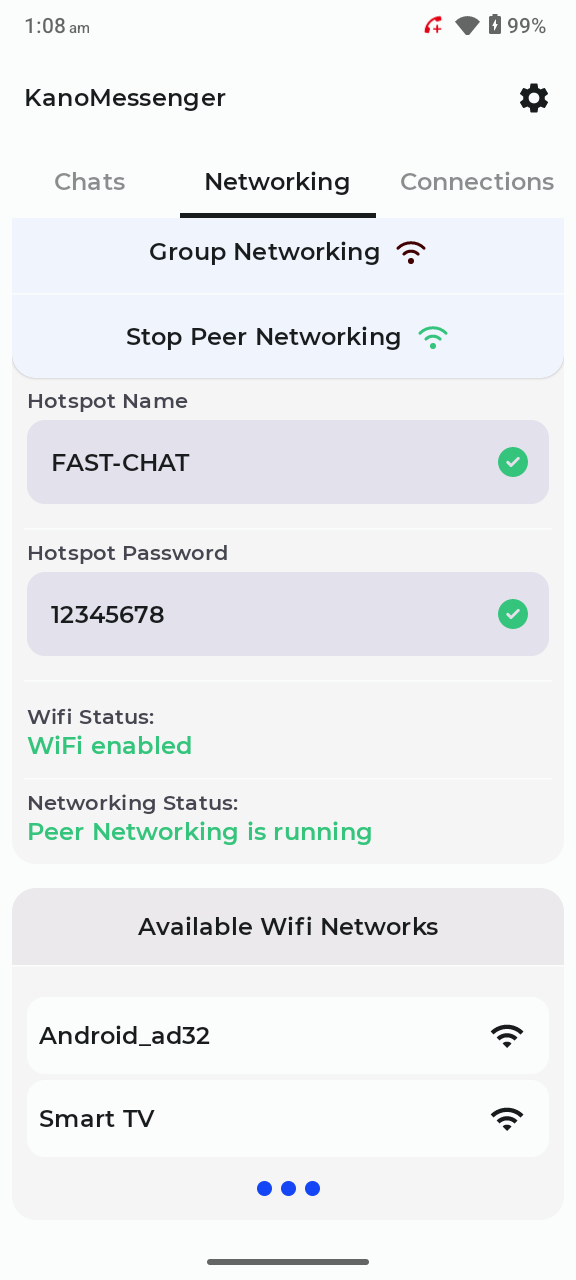 1:08 am
99%
KanoMessenger
Chats
Networking
Connections
Group Networking
Stop Peer Networking
Hotspot Name
FAST-CHAT
Hotspot Password
12345678
Wifi Status:
WiFi enabled
Networking Status:
Peer Networking is running
Available Wifi Networks
Android_ad32
Smart TV